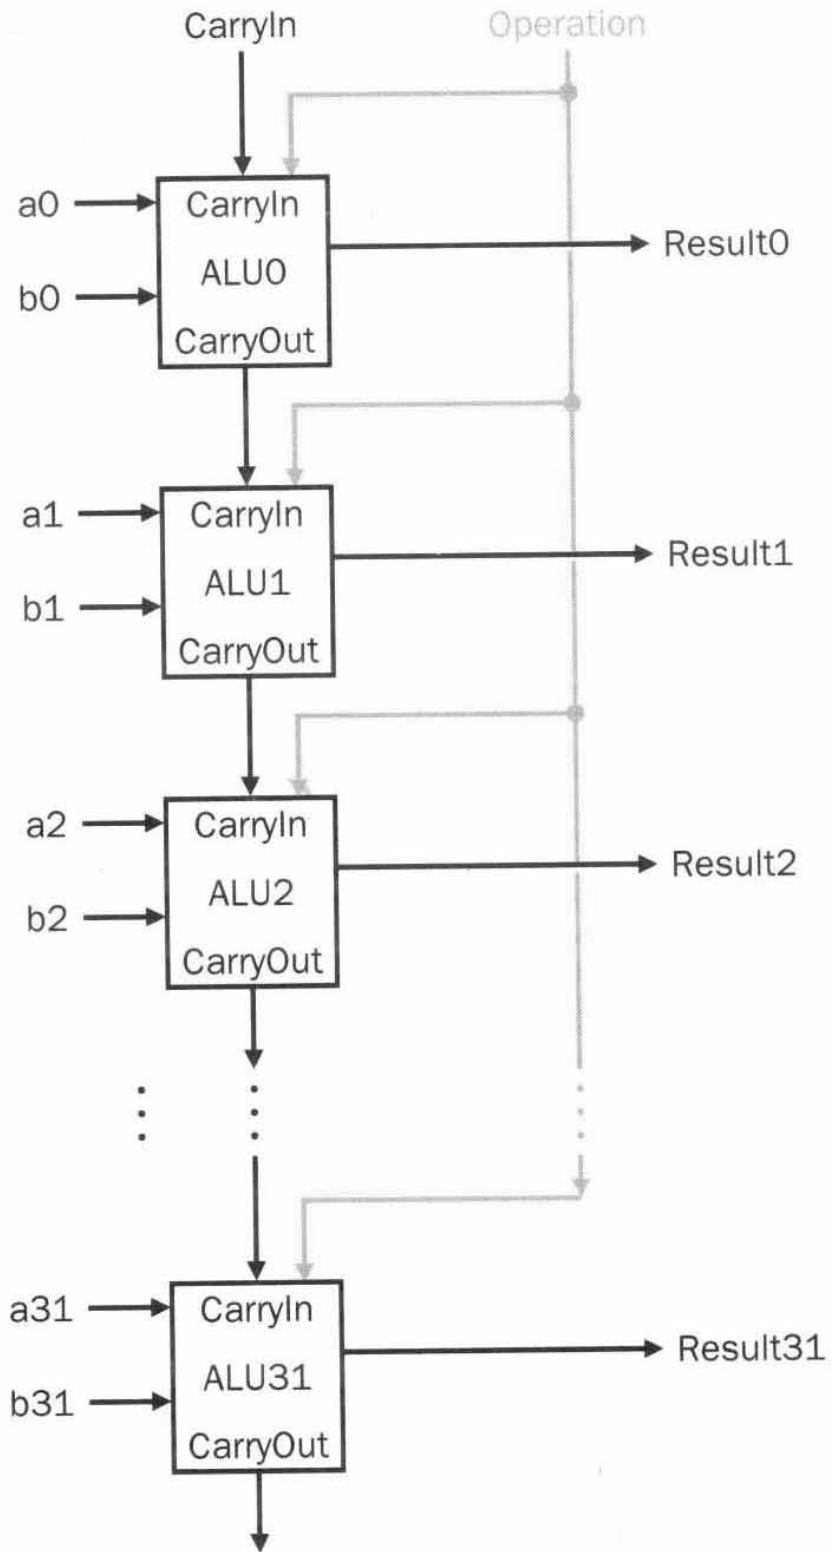 CarryIn
Operation
a0
CarryIn
ALU0
Result0
b0
CarryOut
a1
CarryIn
ALU1
Result1
b1
CarryOut
a2
CarryIn
ALU2
Result2
b2
CarryOut
a31
CarryIn
ALU31
Result31
b31
CarryOut